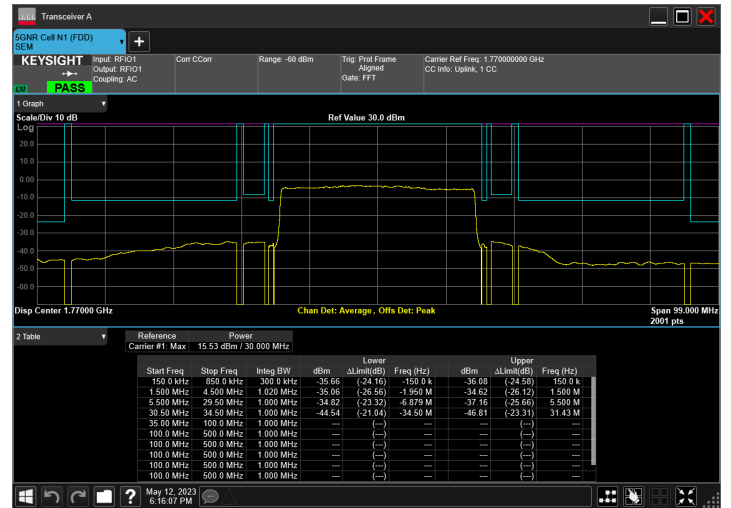 Transceiver A
5GNR Cell N1 (FDD)
SEM
KEYSIGHT
LXI
PASS
Input: RFIO1
Output: RFIO1
Coupling: AC
Corr CCorr
Range: -60 dBm
Trig: Prot Frame
Aligned
Gate: FFT
Carrier Ref Freq: 1.770000000 GHz
CC Info: Uplink, 1 CC
1 Graph
Scale/Div 10 dB
Ref Value 30.0 dBm
Log
20.0
10.0
0.00
-10.0
-20.0
-30.0
-40.0
-50.0
-60.0
Disp Center 1.77000 GHz
Chan Det: Average, Offs Det: Peak
Span 99.000 MHz
2001 pts
2 Table
Reference Power
Carrier #1: Max 15.53 dBm / 30.000 MHz
Lower Upper
Start Freq Stop Freq Integ BW dBm ΔLimit(dB) Freq (Hz) dBm ΔLimit(dB) Freq (Hz)
150.0 kHz 850.0 kHz 300.0 kHz -35.66 (-24.16) -150.0 k -36.08 (-24.58) 150.0 k
1.500 MHz 4.500 MHz 1.020 MHz -35.06 (-26.56) -1.950 M -34.62 (-26.12) 1.500 M
5.500 MHz 29.50 MHz 1.000 MHz -34.82 (-23.32) -6.879 M -37.16 (-25.66) 5.500 M
30.50 MHz 34.50 MHz 1.000 MHz -44.54 (-21.04) -34.50 M -46.81 (-23.31) 31.43 M
35.00 MHz 100.0 MHz 1.000 MHz --- (---) --- --- (---) ---
100.0 MHz 500.0 MHz 1.000 MHz --- (---) --- --- (---) ---
100.0 MHz 500.0 MHz 1.000 MHz --- (---) --- --- (---) ---
100.0 MHz 500.0 MHz 1.000 MHz --- (---) --- --- (---) ---
100.0 MHz 500.0 MHz 1.000 MHz --- (---) --- --- (---) ---
100.0 MHz 500.0 MHz 1.000 MHz --- (---) --- --- (---) ---
May 12, 2023
6:16:07 PM